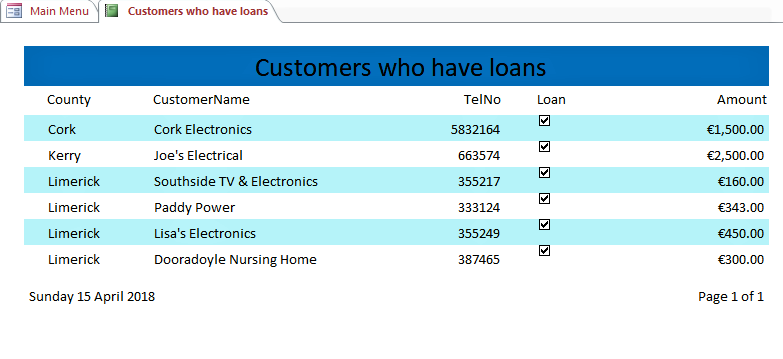 Main Menu Customers who have loans
Customers who have loans
County CustomerName TelNo Loan Amount
Cork Cork Electronics 5832164 €1,500.00
Kerry Joe's Electrical 663574 €2,500.00
Limerick Southside TV & Electronics 355217 €160.00
Limerick Paddy Power 333124 €343.00
Limerick Lisa's Electronics 355249 €450.00
Limerick Dooradoyle Nursing Home 387465 €300.00
Sunday 15 April 2018 Page 1 of 1